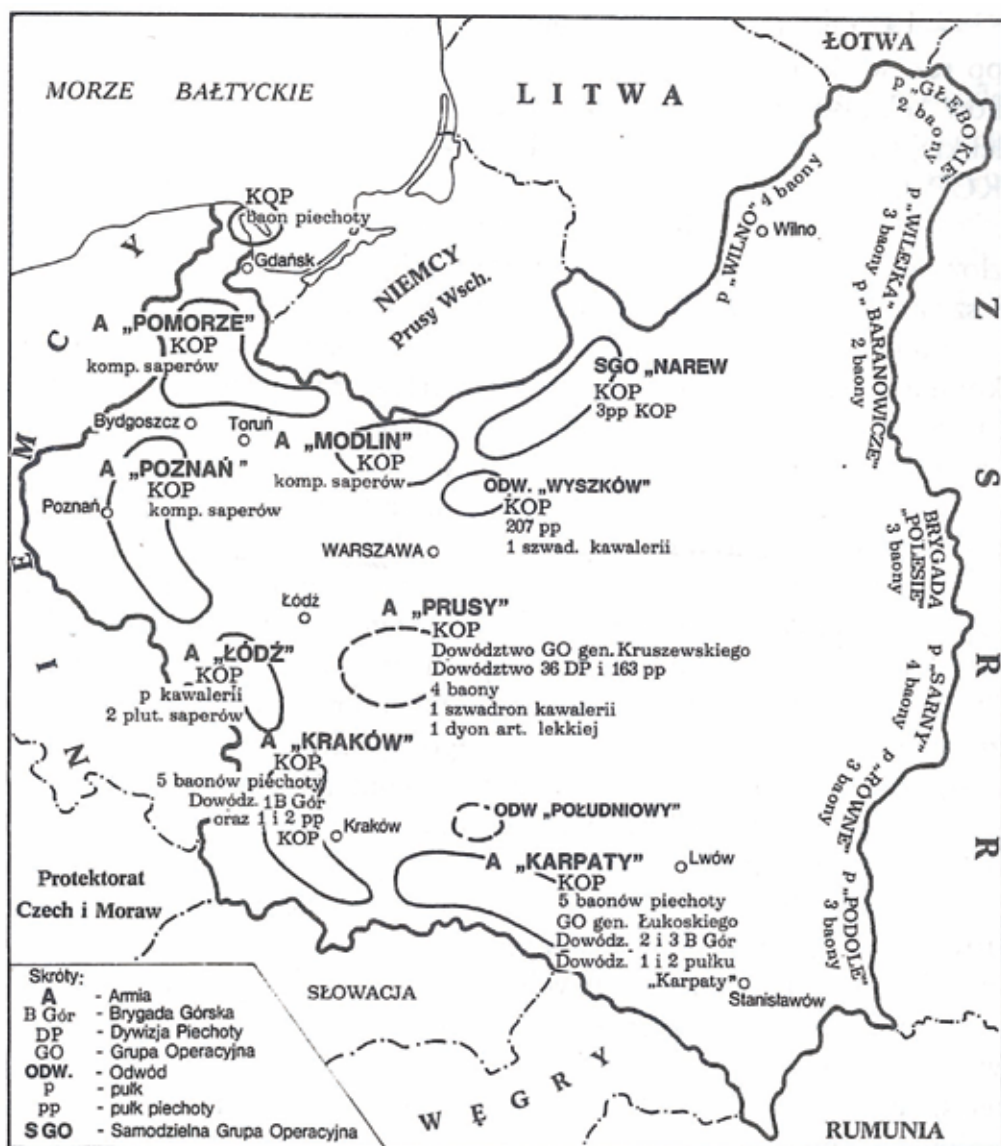 ŁOTWA
MORZE BAŁTYCKIE
LITWA
p „GŁĘBOKIE”
2 baony
KOP
Baon piechoty
Gdańsk
p „WILNO” 4 baony
Wilno
p „WILEJKA”
3 baony
NIEMCY
Prusy Wsch.
NIEMCY
Z S R R
A „POMORZE”
KOP
komp. saperów
p „BARANOWICZE”
2 baony
SGO „NAREW
KOP
3pp KOP
Bydgoszcz
Toruń
A „MODLIN”
KOP
komp. saperów
A „POZNAŃ”
KOP
komp. saperów
Poznań
ODW. „WYSZKÓW”
KOP
207 pp
1 szwad. kawalerii
BRYGADA
„POLESIE”
3 baony
WARSZAWA
Łódź
A „PRUSY”
KOP
Dowództwo GO gen. Kruszewskiego
Dowództwo 36 DP i 163 pp
4 baony
1 szwadron kawalerii
1 dyon art. lekkiej
A „ŁÓDŹ”
KOP
p kawalerii
2 plut. saperów
p „SARNY”
4 baony
A „KRAKÓW”
KOP
5 baonów piechoty
Dowódz. 1B Gór
oraz 1 i 2 pp
KOP
Kraków
p „RÓWNE”
3 baony
ODW „POŁUDNIOWY”
A „KARPATY”
KOP
5 baonów piechoty
GO gen. Łukoskiego
Dowódz. 2 i 3 B Gór
Dowódz. 1 i 2 pułku
„Karpaty”
Lwów
Stanisławów
p „PODOLE”
3 baony
Protektorat
Czech i Moraw
SŁOWACJA
WĘGRY
RUMUNIA
Skróty:
A - Armia
B Gór - Brygada Górska
DP - Dywizja Piechoty
GO - Grupa Operacyjna
ODW. - Odwód
p - pułk
pp - pułk piechoty
SGO - Samodzielna Grupa Operacyjna